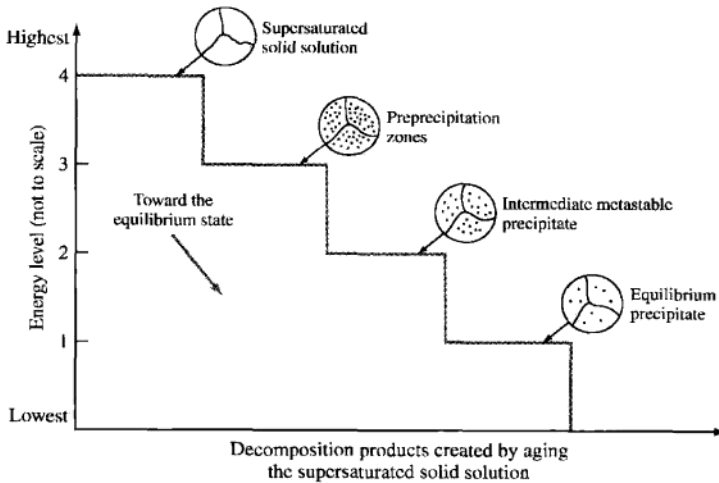 Highest
Supersaturated
solid solution
4
Preprecipitation
zones
3
Toward the
equilibrium state
Intermediate metastable
precipitate
2
Energy level (not to scale)
Equilibrium
precipitate
1
Lowest
Decomposition products created by aging
the supersaturated solid solution